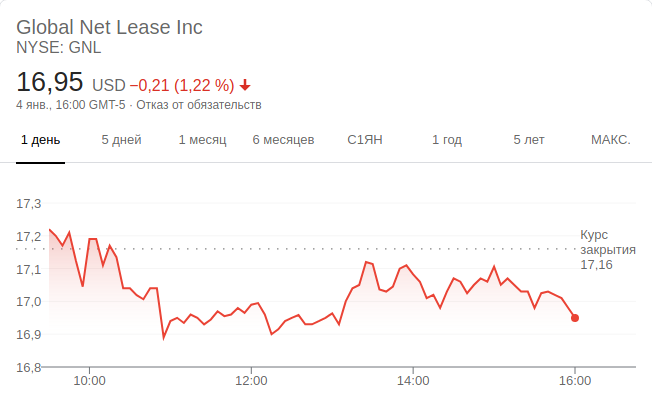 Global Net Lease Inc
NYSE: GNL
16,95 USD −0,21 (1,22 %)
4 янв., 16:00 GMT-5 · Отказ от обязательств
1 день 5 дней 1 месяц 6 месяцев С1ЯН 1 год 5 лет МАКС.
17,3
17,2
17,1
17,0
16,9
16,8
Курс
закрытия
17,16
10:00 12:00 14:00 16:00